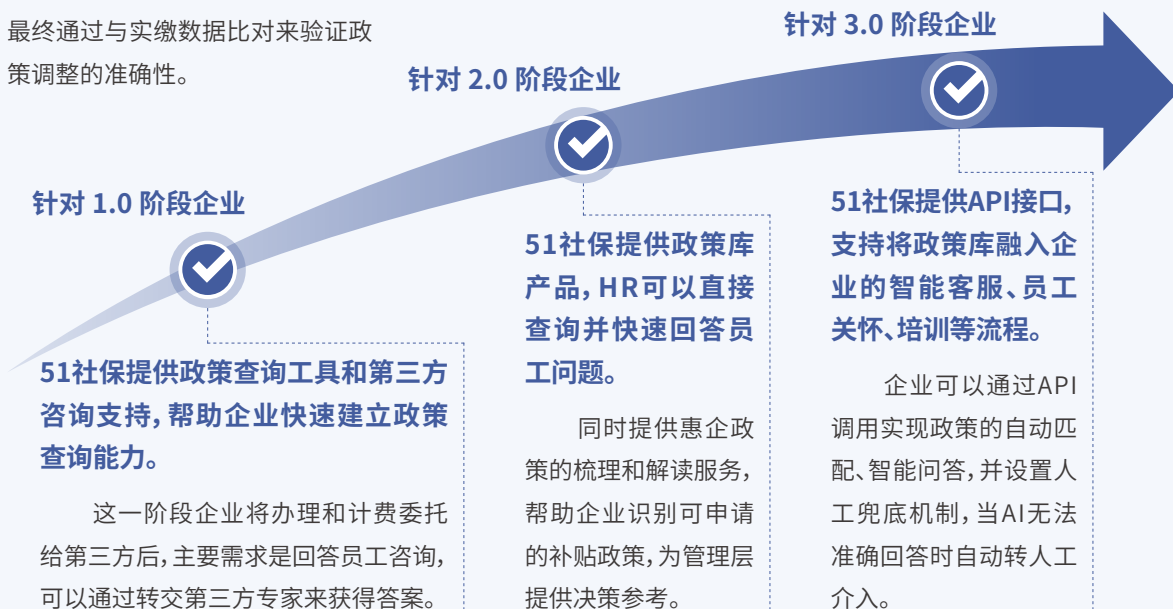 最终通过与实缴数据比对来验证政
策调整的准确性。
针对 1.0 阶段企业
51社保提供政策查询工具和第三方
咨询支持，帮助企业快速建立政策
查询能力。
这一阶段企业将办理和计费委托
给第三方后，主要需求是回答员工咨询，
可以通过转交第三方专家来获得答案。
针对 2.0 阶段企业
51社保提供政策库
产品，HR可以直接
查询并快速回答员
工问题。
同时提供惠企政
策的梳理和解读服务，
帮助企业识别可申请
的补贴政策，为管理层
提供决策参考。
针对 3.0 阶段企业
51社保提供API接口，
支持将政策库融入企
业的智能客服、员工
关怀、培训等流程。
企业可以通过API
调用实现政策的自动匹
配、智能问答，并设置人
工兜底机制，当AI无法
准确回答时自动转人工
介入。